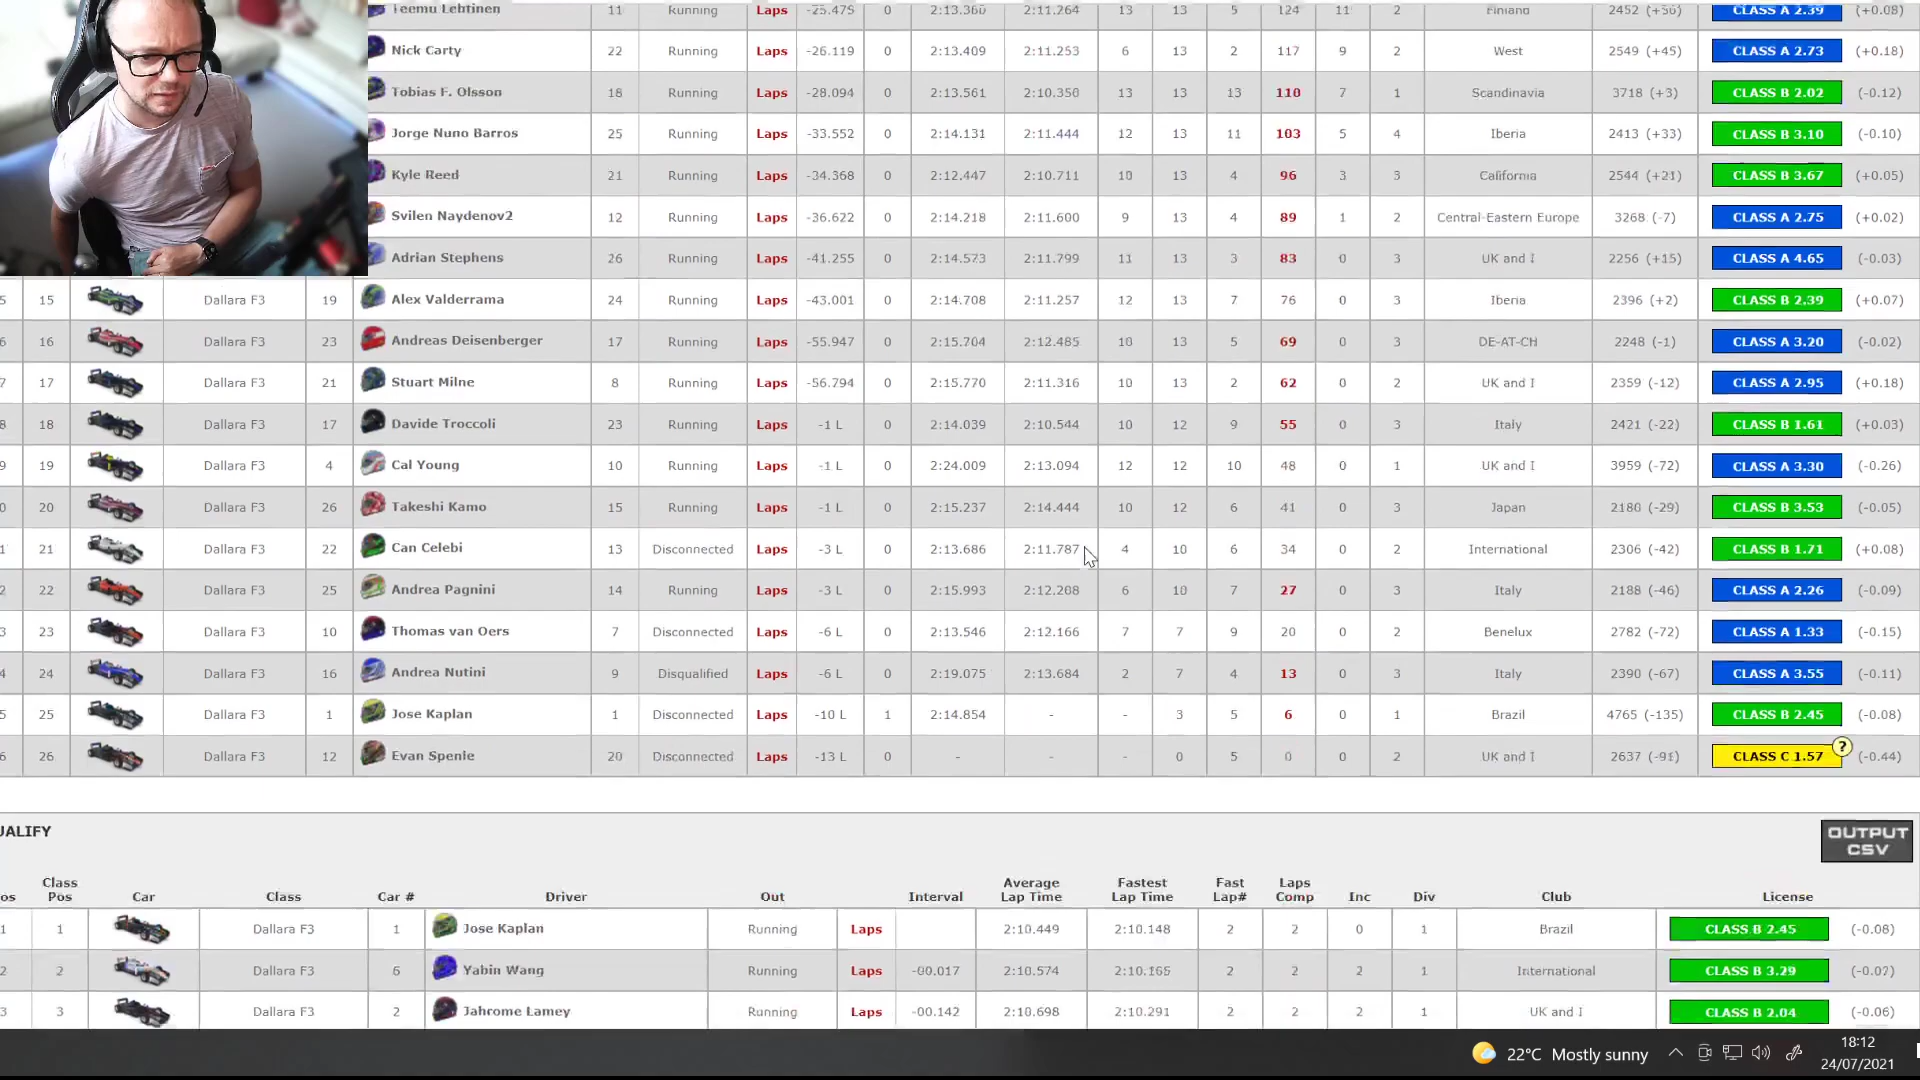 Teemu Lehtinen 11 Running Laps -25.475 0 2:13.360 2:11.264 13 13 5 124 11 2 Finland 2452 (+56) CLASS A 2.39 (+0.08)
Nick Carty 22 Running Laps -26.119 0 2:13.409 2:11.253 6 13 2 117 9 2 West 2549 (+45) CLASS A 2.73 (+0.18)
Tobias F. Olsson 18 Running Laps -28.094 0 2:13.561 2:10.350 13 13 13 110 7 1 Scandinavia 3718 (+3) CLASS B 2.02 (-0.12)
Jorge Nuno Barros 25 Running Laps -33.552 0 2:14.131 2:11.444 12 13 11 103 5 4 Iberia 2413 (+33) CLASS B 3.10 (-0.10)
Kyle Reed 21 Running Laps -34.368 0 2:12.447 2:10.711 10 13 4 96 3 3 California 2544 (+21) CLASS B 3.67 (+0.05)
Svilen Naydenov2 12 Running Laps -36.622 0 2:14.218 2:11.600 9 13 4 89 1 2 Central-Eastern Europe 3268 (-7) CLASS A 2.75 (+0.02)
Adrian Stephens 26 Running Laps -41.255 0 2:14.573 2:11.799 11 13 3 83 0 3 UK and I 2256 (+15) CLASS A 4.65 (-0.03)
5 15 Dallara F3 19 Alex Valderrama 24 Running Laps -43.001 0 2:14.708 2:11.257 12 13 7 76 0 3 Iberia 2396 (+2) CLASS B 2.39 (+0.07)
6 16 Dallara F3 23 Andreas Deisenberger 17 Running Laps -55.947 0 2:15.704 2:12.485 10 13 5 69 0 3 DE-AT-CH 2248 (-1) CLASS A 3.20 (-0.02)
7 17 Dallara F3 21 Stuart Milne 8 Running Laps -56.794 0 2:15.770 2:11.316 10 13 2 62 0 2 UK and I 2359 (-12) CLASS A 2.95 (+0.18)
8 18 Dallara F3 17 Davide Troccoli 23 Running Laps -1 L 0 2:14.039 2:10.544 10 12 9 55 0 3 Italy 2421 (-22) CLASS B 1.61 (+0.03)
9 19 Dallara F3 4 Cal Young 10 Running Laps -1 L 0 2:24.009 2:13.094 12 12 10 48 0 1 UK and I 3959 (-72) CLASS A 3.30 (-0.26)
0 20 Dallara F3 26 Takeshi Kamo 15 Running Laps -1 L 0 2:15.237 2:14.444 10 12 6 41 0 3 Japan 2180 (-29) CLASS B 3.53 (-0.05)
1 21 Dallara F3 22 Can Celebi 13 Disconnected Laps -3 L 0 2:13.686 2:11.787 4 10 6 34 0 2 International 2306 (-42) CLASS B 1.71 (+0.08)
2 22 Dallara F3 25 Andrea Pagnini 14 Running Laps -3 L 0 2:15.993 2:12.208 6 10 7 27 0 3 Italy 2188 (-46) CLASS A 2.26 (-0.09)
3 23 Dallara F3 10 Thomas van Oers 7 Disconnected Laps -6 L 0 2:13.546 2:12.166 7 7 9 20 0 2 Benelux 2782 (-72) CLASS A 1.33 (-0.15)
4 24 Dallara F3 16 Andrea Nutini 9 Disqualified Laps -6 L 0 2:19.075 2:13.684 2 7 4 13 0 3 Italy 2390 (-67) CLASS A 3.55 (-0.11)
5 25 Dallara F3 1 Jose Kaplan 1 Disconnected Laps -10 L 1 2:14.854 - - 3 5 6 0 1 Brazil 4765 (-135) CLASS B 2.45 (-0.08)
6 26 Dallara F3 12 Evan Spenle 20 Disconnected Laps -13 L 0 - - - 0 5 0 0 2 UK and I 2637 (-91) CLASS C 1.57 ? (-0.44)
UALIFY OUTPUT CSV
os Class Pos Car Class Car # Driver Out Interval Average Lap Time Fastest Lap Time Fast Lap# Laps Comp Inc Div Club License
1 1 Dallara F3 1 Jose Kaplan Running Laps 2:10.449 2:10.148 2 2 0 1 Brazil CLASS B 2.45 (-0.08)
2 2 Dallara F3 6 Yabin Wang Running Laps -00.017 2:10.574 2:10.165 2 2 2 1 International CLASS B 3.29 (-0.02)
3 3 Dallara F3 2 Jahrome Lamey Running Laps -00.142 2:10.698 2:10.291 2 2 2 1 UK and I CLASS B 2.04 (-0.06)
22°C Mostly sunny 18:12
24/07/2021